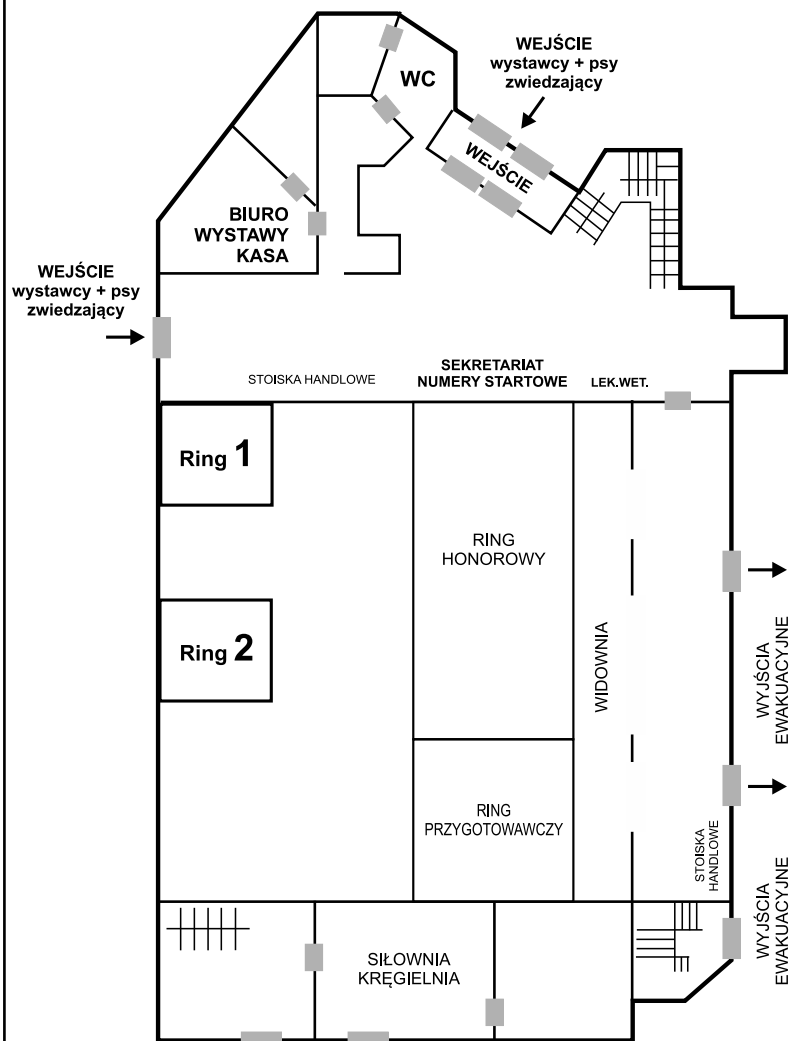 WEJŚCIE
wystawcy + psy
zwiedzający
WC
WEJŚCIE
BIURO
WYSTAWY
KASA
WEJŚCIE
wystawcy + psy
zwiedzający
STOISKA HANDLOWE
SEKRETARIAT
NUMERY STARTOWE
LEK.WET.
Ring 1
RING
HONOROWY
Ring 2
WIDOWNIA
WYJŚCIA
EWAKUACYJNE
RING
PRZYGOTOWAWCZY
STOISKA
HANDLOWE
WYJŚCIA
EWAKUACYJNE
SIŁOWNIA
KRĘGIELNIA